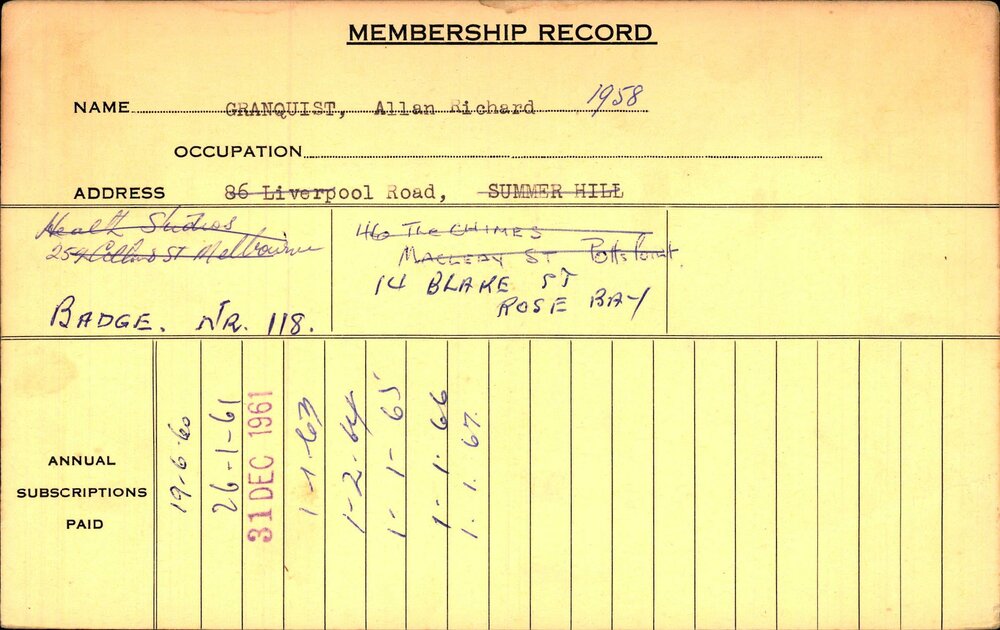 MEMBERSHIP RECORD
NAME GRANQUIST, Allan Richard 1958
OCCUPATION
ADDRESS 86 Liverpool Road, SUMMER HILL
Health Studios
259 Collins St Melbourne
BADGE. NR. 118.
46 THE CHIMES
MACLEAY ST Potts Point.
14 BLAKE ST
ROSE BAY
ANNUAL
SUBSCRIPTIONS
PAID
19-6-60
26-1-61
31 DEC 1961
1-1-63
1-2-64
1-1-65
1-1-66
1.1.67.